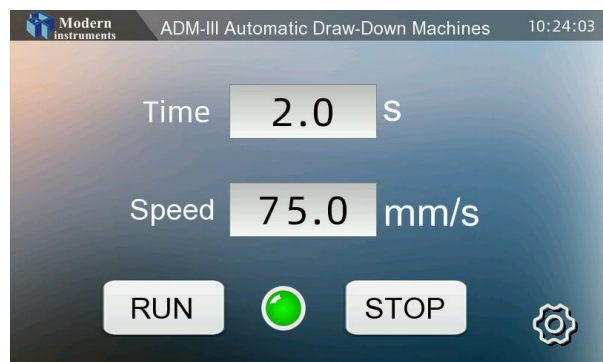 Modern
instruments
ADM-III Automatic Draw-Down Machines 10:24:03
Time 2.0 s
Speed 75.0 mm/s
RUN STOP